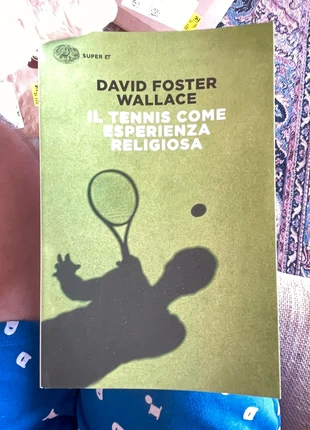 SUPER ET
DAVID FOSTER
WALLACE
IL TENNIS COME
ESPERIENZA
RELIGIOSA